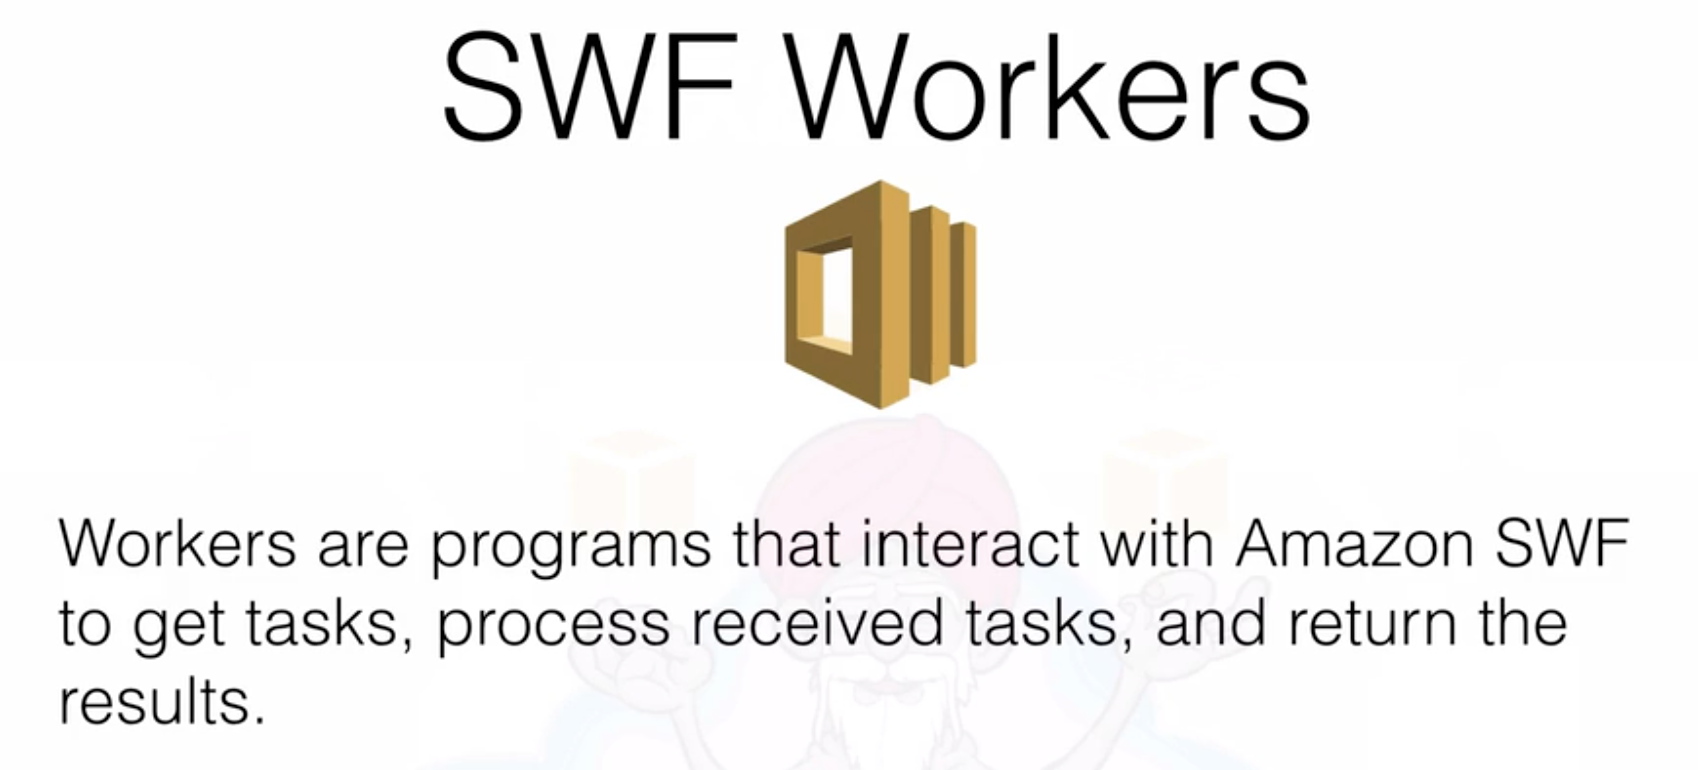 SWF Workers
Workers are programs that interact with Amazon SWF
to get tasks, process received tasks, and return the
results.